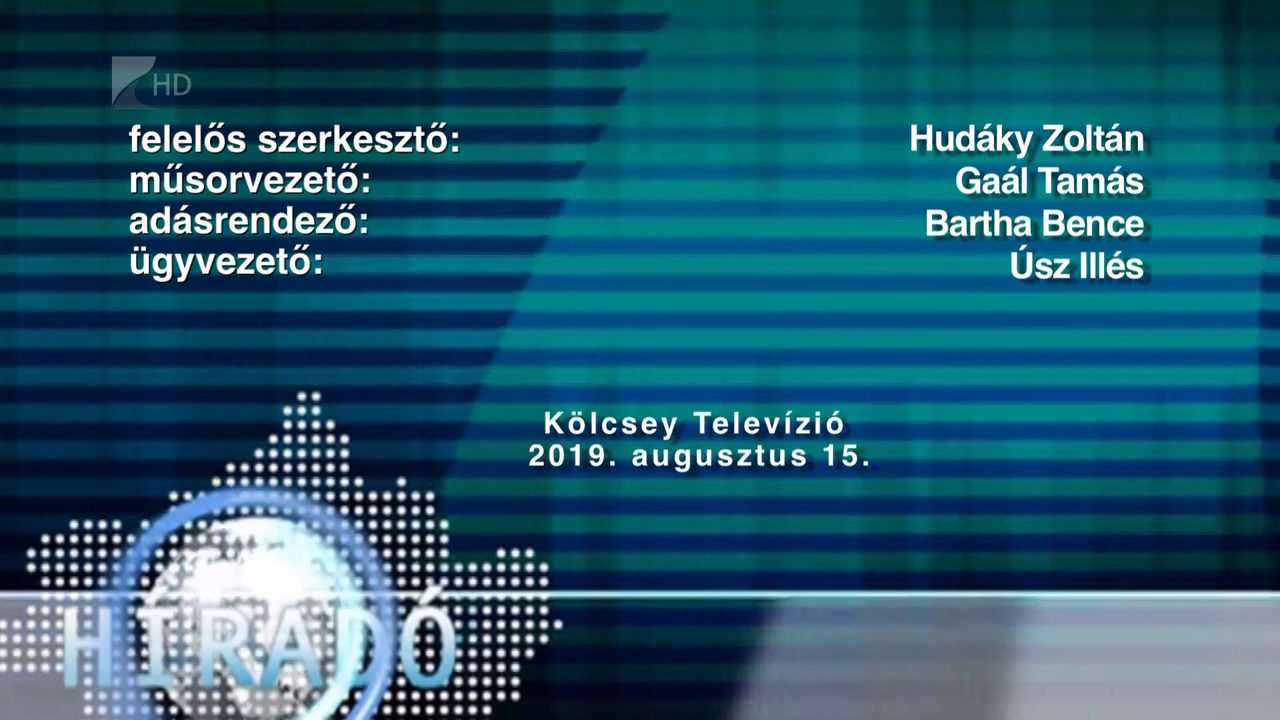 HD
felelős szerkesztő: Hudáky Zoltán
műsorvezető: Gaál Tamás
adásrendező: Bartha Bence
ügyvezető: Úsz Illés
Kölcsey Televízió
2019. augusztus 15.
HÍRADÓ